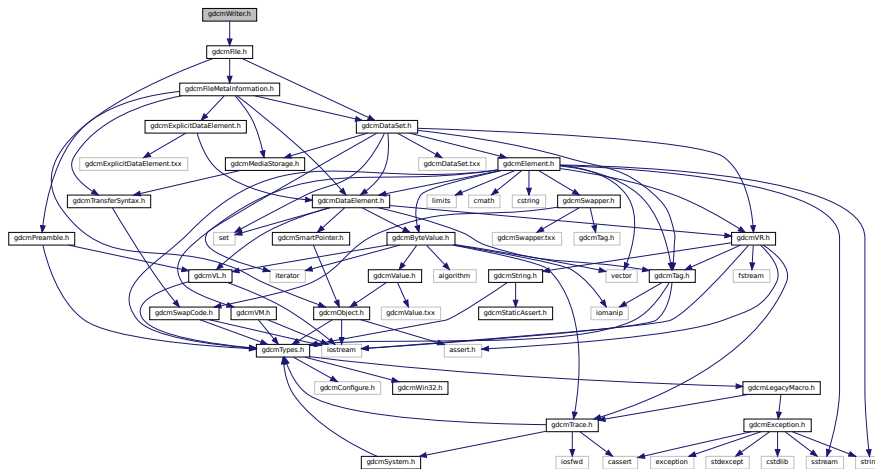 gdcmWriter.h
gdcmFile.h
gdcmFileMetaInformation.h
gdcmExplicitDataElement.h
gdcmDataSet.h
gdcmExplicitDataElement.txx
gdcmMediaStorage.h
gdcmDataSet.txx
gdcmElement.h
gdcmTransferSyntax.h
gdcmDataElement.h
limits
cmath
cstring
gdcmSwapper.h
gdcmPreamble.h
set
gdcmSmartPointer.h
gdcmByteValue.h
gdcmSwapper.txx
gdcmTag.h
gdcmVR.h
gdcmVL.h
iterator
gdcmValue.h
algorithm
gdcmString.h
vector
gdcmTag.h
fstream
gdcmSwapCode.h
gdcmVM.h
gdcmObject.h
gdcmValue.txx
gdcmStaticAssert.h
iomanip
gdcmTypes.h
iostream
assert.h
gdcmConfigure.h
gdcmWin32.h
gdcmLegacyMacro.h
gdcmTrace.h
gdcmException.h
gdcmSystem.h
iosfwd
cassert
exception
stdexcept
cstdlib
sstream